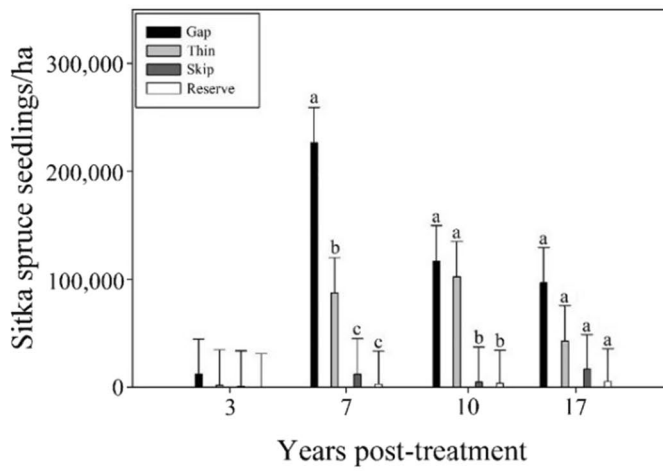 Gap
Thin
Skip
Reserve
Sitka spruce seedlings/ha
300,000
200,000
100,000
0
a
b
c
c
a
a
b
b
a
a
a
a
3
7
10
17
Years post-treatment